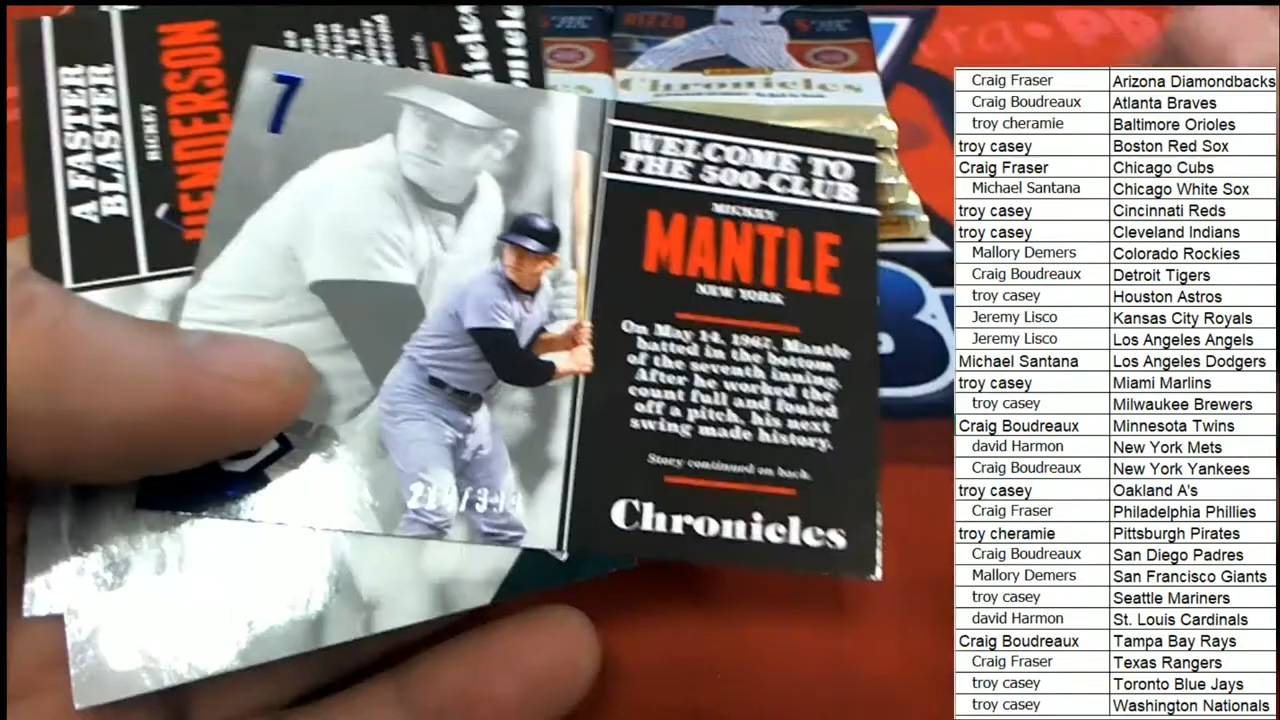 A FASTER
BLASTER
RICKEY
HENDERSON
7
WELCOME TO
THE 500-CLUB
MICKEY
MANTLE
NEW YORK
On May 14, 1967, Mantle
batted in the bottom
of the seventh inning.
After he worked the
count full and fouled
off a pitch, his next
swing made history.
Story continued on back.
Chronicles
RIZZO
Chronicles
Craig Fraser Arizona Diamondbacks
Craig Boudreaux Atlanta Braves
troy cheramie Baltimore Orioles
troy casey Boston Red Sox
Craig Fraser Chicago Cubs
Michael Santana Chicago White Sox
troy casey Cincinnati Reds
troy casey Cleveland Indians
Mallory Demers Colorado Rockies
Craig Boudreaux Detroit Tigers
troy casey Houston Astros
Jeremy Lisco Kansas City Royals
Jeremy Lisco Los Angeles Angels
Michael Santana Los Angeles Dodgers
troy casey Miami Marlins
troy casey Milwaukee Brewers
Craig Boudreaux Minnesota Twins
david Harmon New York Mets
Craig Boudreaux New York Yankees
troy casey Oakland A's
Craig Fraser Philadelphia Phillies
troy cheramie Pittsburgh Pirates
Craig Boudreaux San Diego Padres
Mallory Demers San Francisco Giants
troy casey Seattle Mariners
david Harmon St. Louis Cardinals
Craig Boudreaux Tampa Bay Rays
Craig Fraser Texas Rangers
troy casey Toronto Blue Jays
troy casey Washington Nationals